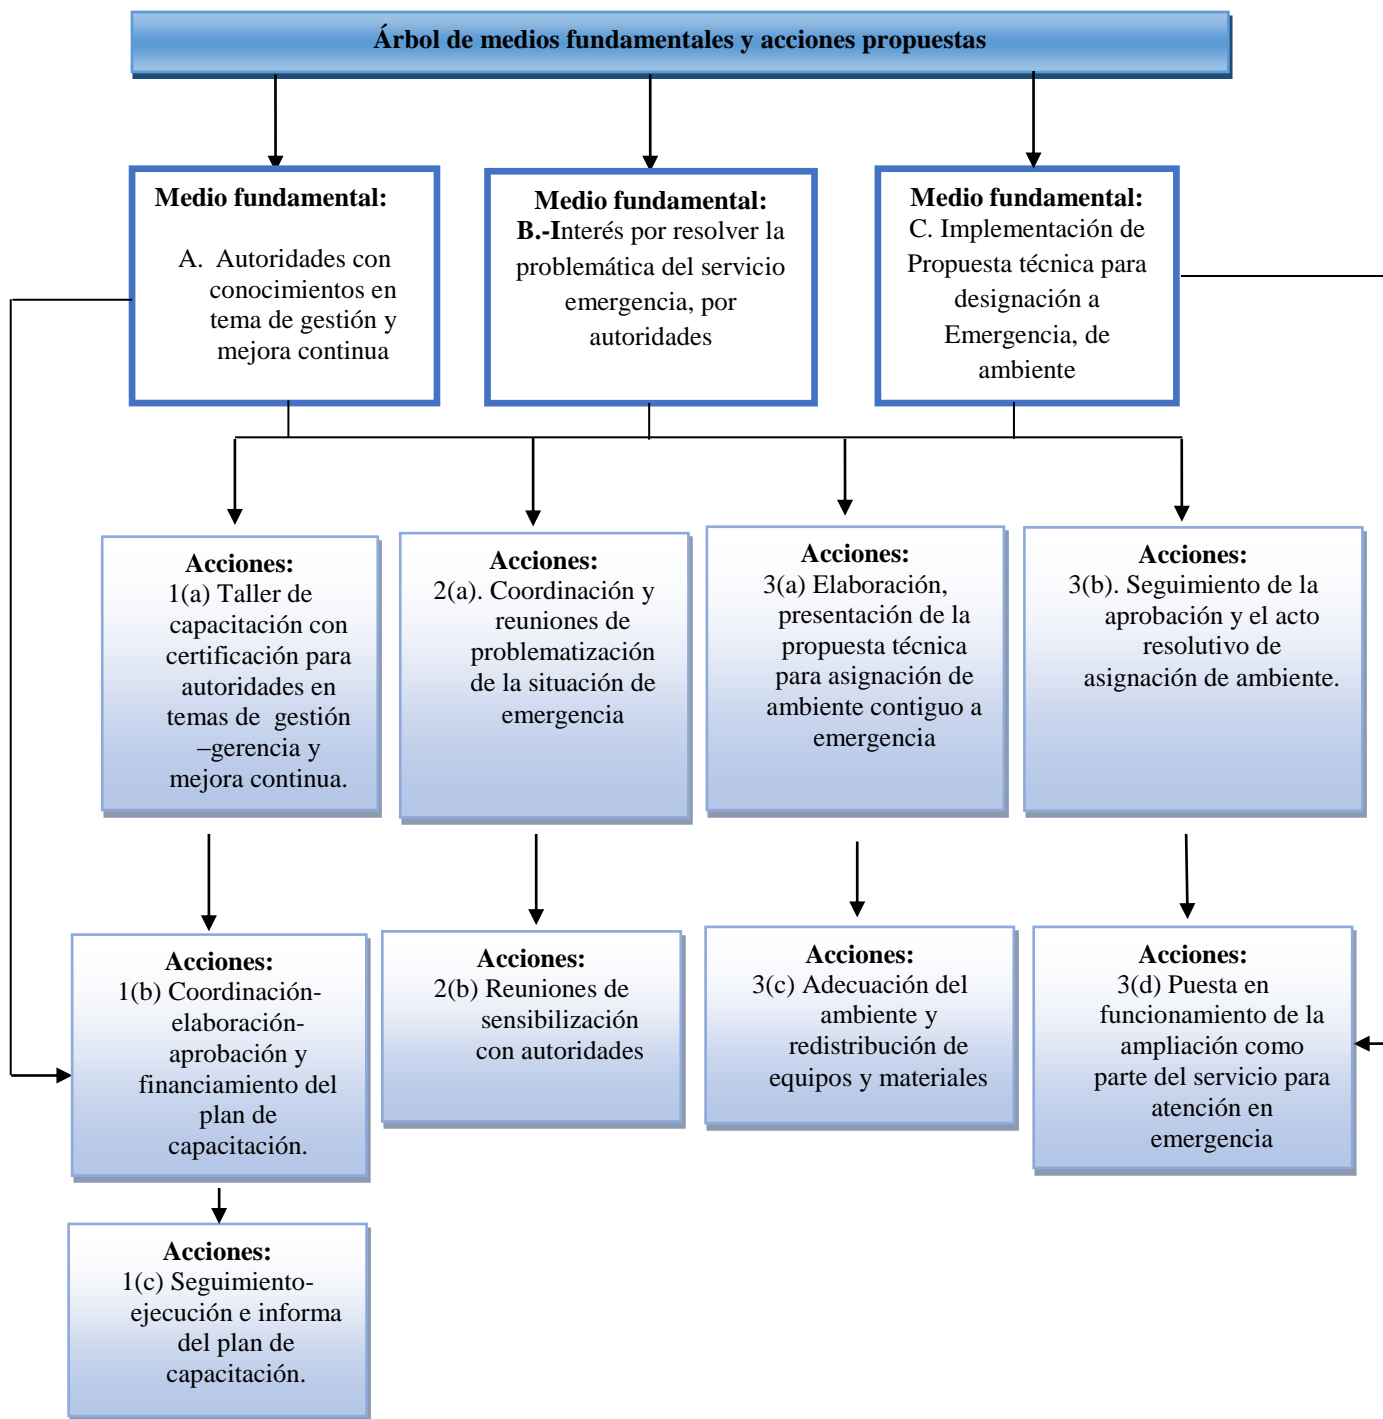 Árbol de medios fundamentales y acciones propuestas
Medio fundamental:
A. Autoridades con
conocimientos en
tema de gestión y
mejora continua
Medio fundamental:
B.-Interés por resolver la
problemática del servicio
emergencia, por
autoridades
Medio fundamental:
C. Implementación de
Propuesta técnica para
designación a
Emergencia, de
ambiente
Acciones:
1(a) Taller de
capacitación con
certificación para
autoridades en
temas de gestión
–gerencia y
mejora continua.
Acciones:
2(a). Coordinación y
reuniones de
problematización
de la situación de
emergencia
Acciones:
3(a) Elaboración,
presentación de la
propuesta técnica
para asignación de
ambiente contiguo a
emergencia
Acciones:
3(b). Seguimiento de la
aprobación y el acto
resolutivo de
asignación de ambiente.
Acciones:
1(b) Coordinación-
elaboración-
aprobación y
financiamiento del
plan de
capacitación.
Acciones:
2(b) Reuniones de
sensibilización
con autoridades
Acciones:
3(c) Adecuación del
ambiente y
redistribución de
equipos y materiales
Acciones:
3(d) Puesta en
funcionamiento de la
ampliación como
parte del servicio para
atención en
emergencia
Acciones:
1(c) Seguimiento-
ejecución e informa
del plan de
capacitación.